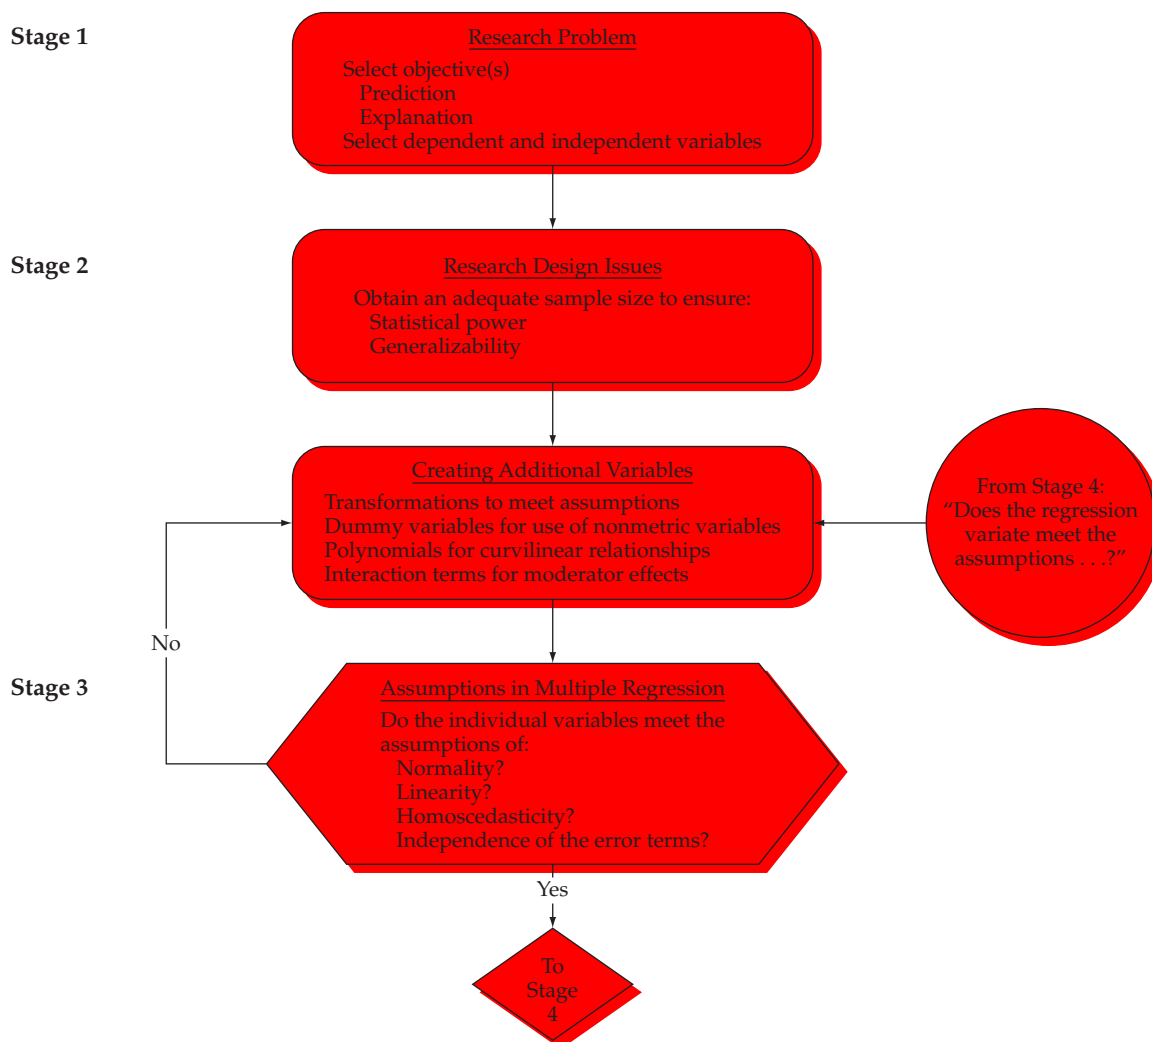 Stage 1
Research Problem
Select objective(s)
Prediction
Explanation
Select dependent and independent variables
Stage 2
Research Design Issues
Obtain an adequate sample size to ensure:
Statistical power
Generalizability
Creating Additional Variables
Transformations to meet assumptions
Dummy variables for use of nonmetric variables
Polynomials for curvilinear relationships
Interaction terms for moderator effects
From Stage 4:
“Does the regression
variate meet the
assumptions . . .?”
No
Stage 3
Assumptions in Multiple Regression
Do the individual variables meet the
assumptions of:
Normality?
Linearity?
Homoscedasticity?
Independence of the error terms?
Yes
To
Stage
4